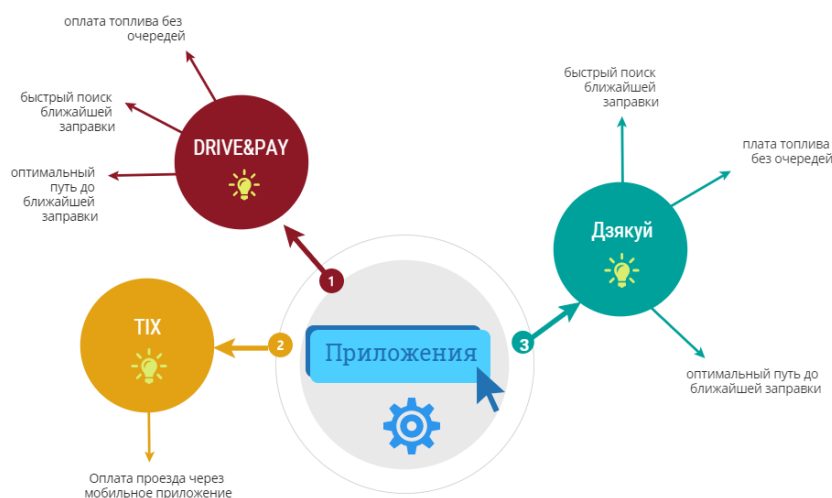 оплата топлива без
очередей
быстрый поиск
ближайшей
заправки
DRIVE&PAY
оптимальный
путь до
ближайшей
заправки
1
TIX
2
Оплата проезда через
мобильное приложение
Приложения
3
Дзякуй
быстрый поиск
ближайшей
заправки
плата топлива
без очередей
оптимальный путь до
ближайшей заправки